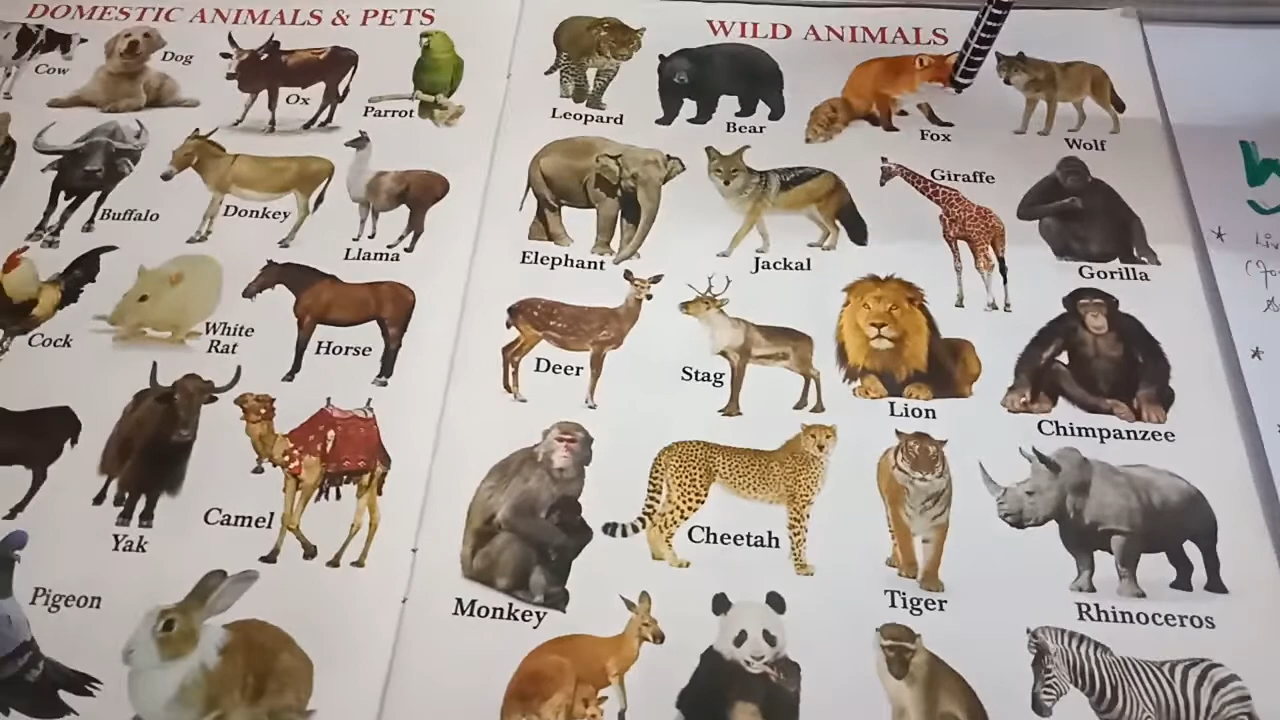 DOMESTIC ANIMALS & PETS
Cow
Dog
Ox
Parrot
Buffalo
Donkey
Llama
Cock
White
Rat
Horse
Yak
Camel
Pigeon
WILD ANIMALS
Leopard
Bear
Fox
Wolf
Elephant
Jackal
Giraffe
Gorilla
Deer
Stag
Lion
Chimpanzee
Monkey
Cheetah
Tiger
Rhinoceros